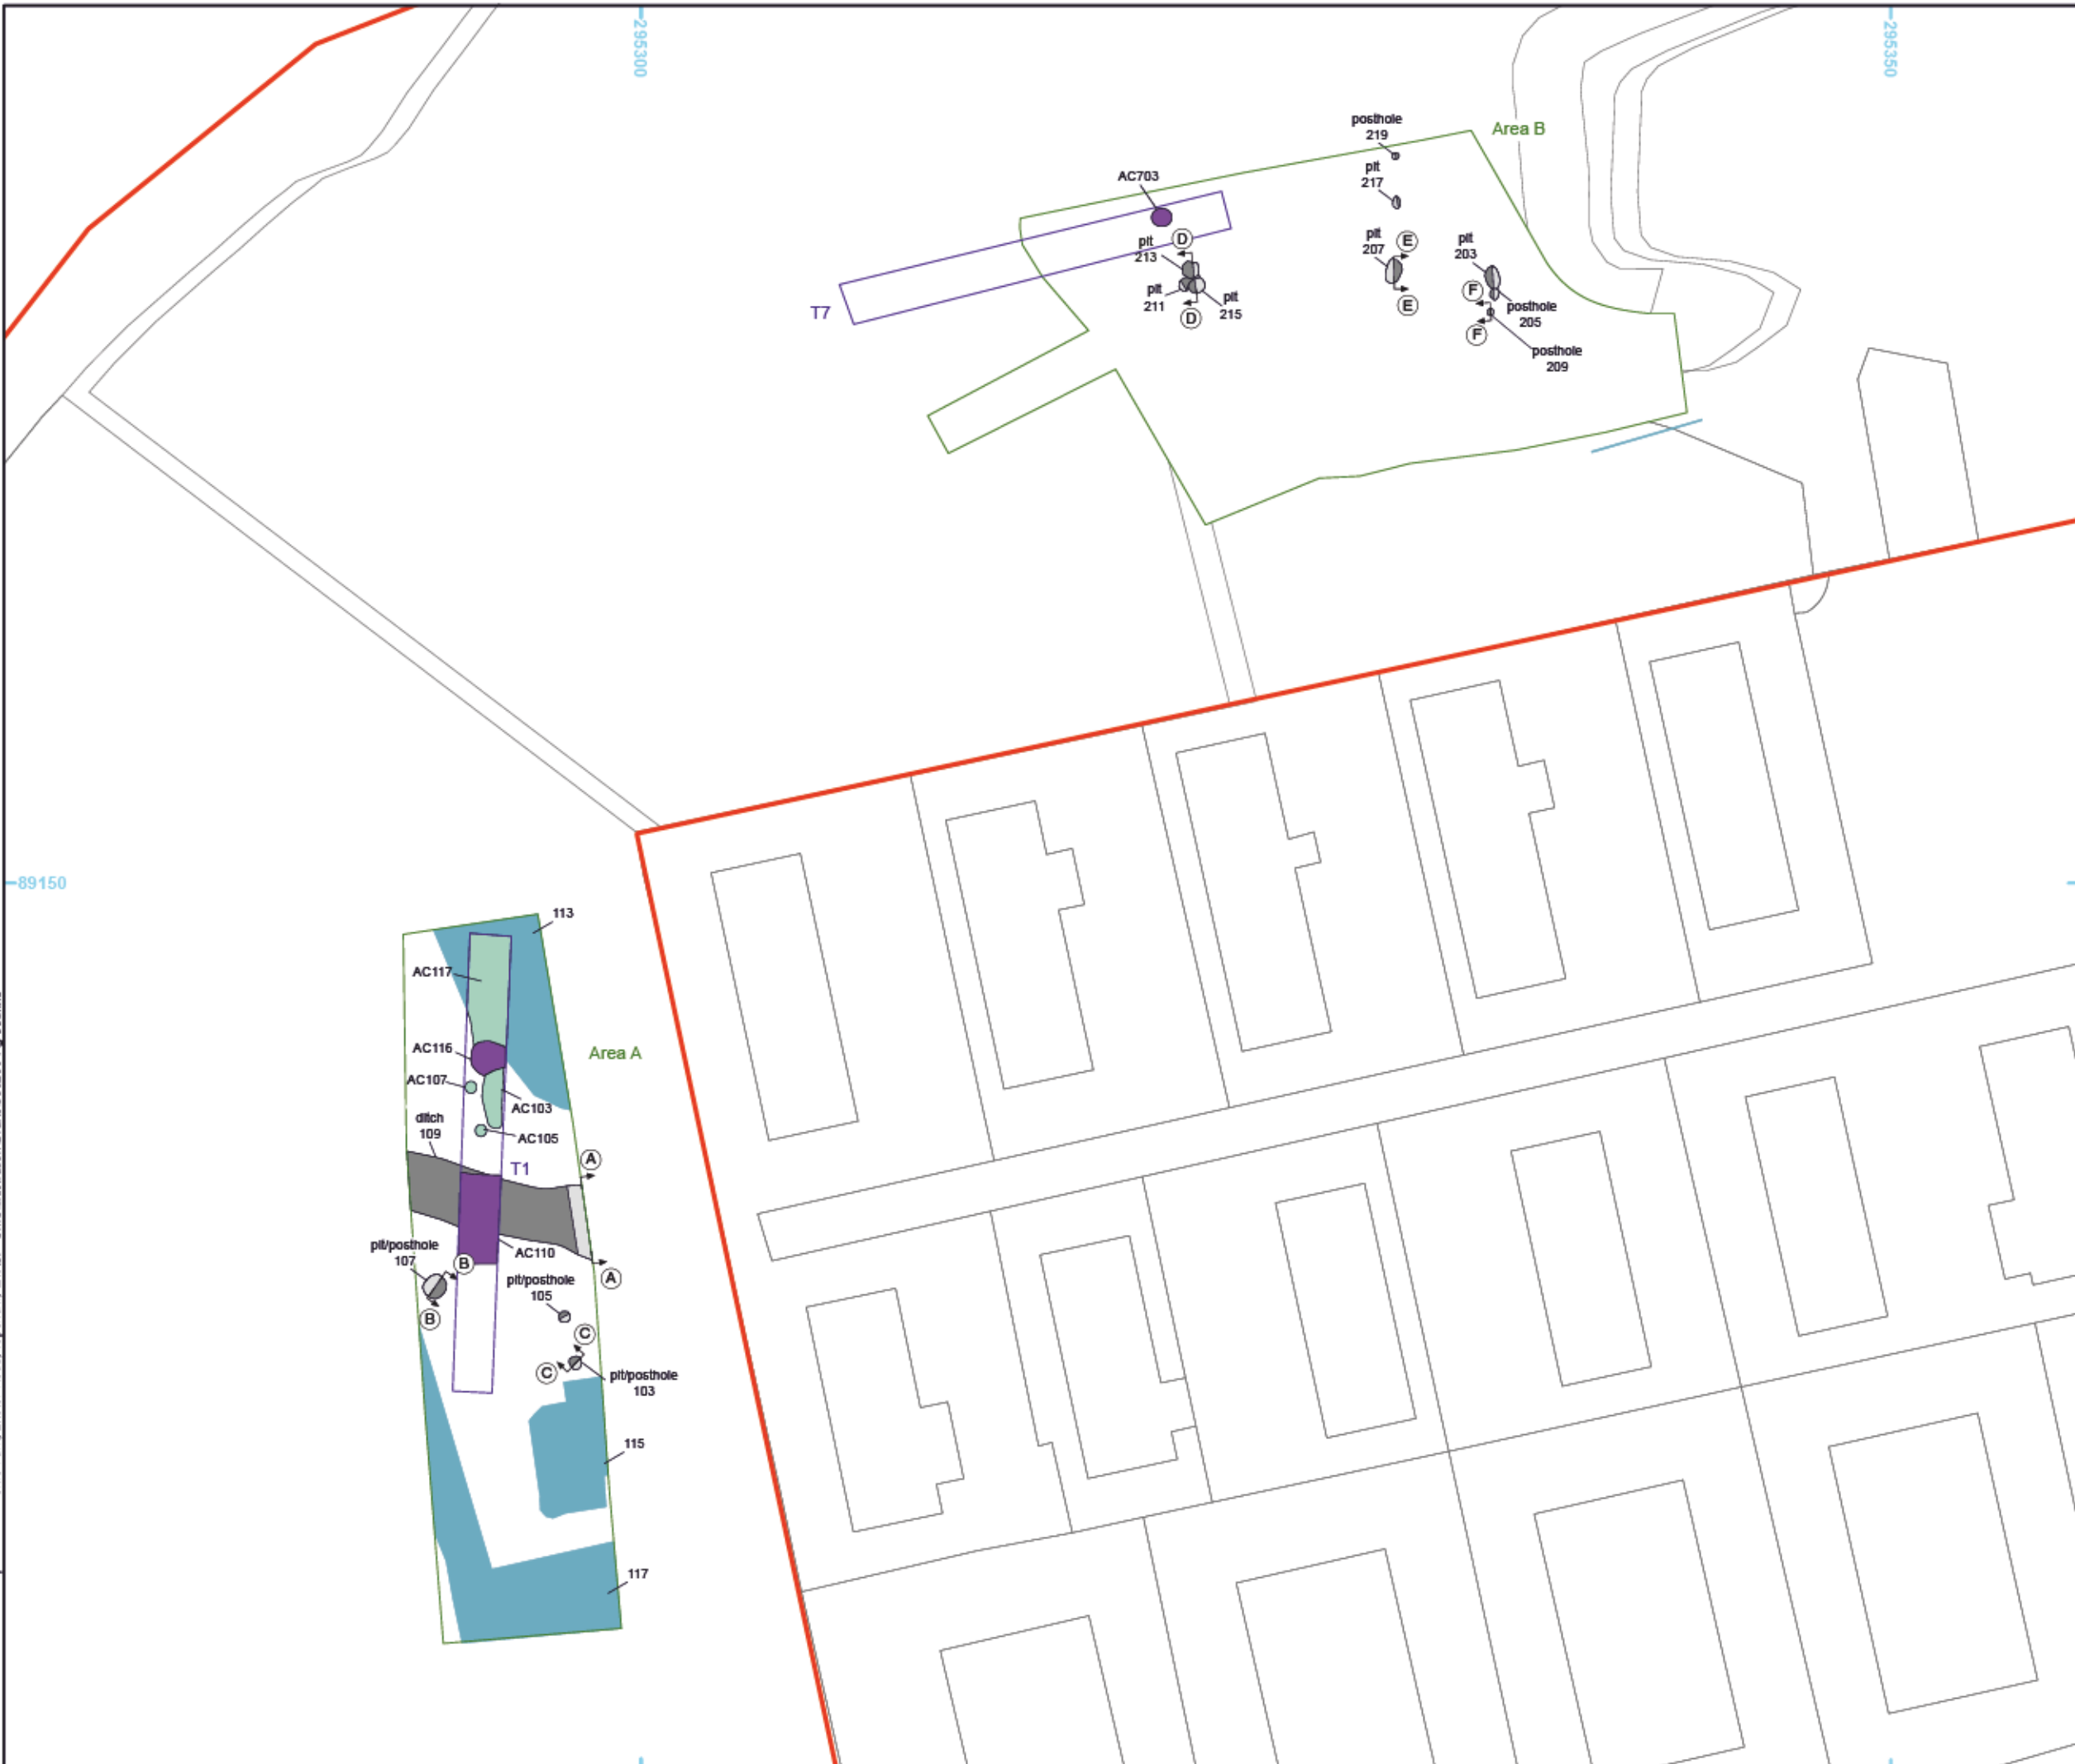 295300
295350
Area B
posthole
219
pit
217
AC703
pit
213
D
pit
207
E
pit
203
F
T7
pit
211
D
pit
215
E
posthole
205
F
posthole
209
89150
113
AC117
Area A
AC116
AC107
AC103
ditch
109
AC105
T1
A
pit/posthole
107
B
AC110
A
pit/posthole
105
B
C
C
pit/posthole
103
115
117